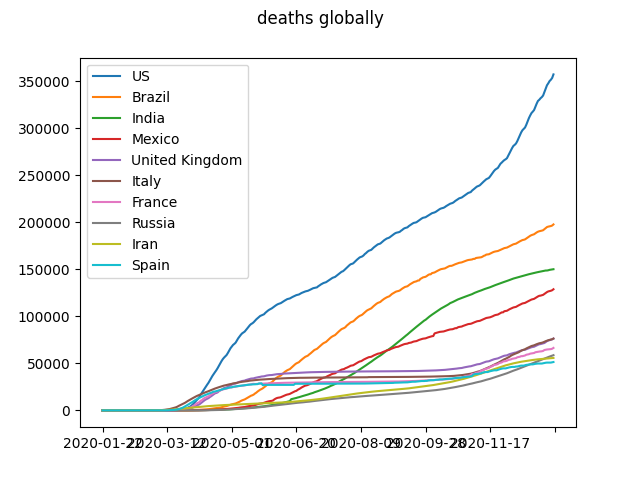 deaths globally
350000
300000
250000
200000
150000
100000
50000
0
US
Brazil
India
Mexico
United Kingdom
Italy
France
Russia
Iran
Spain
2020-01-22 2020-03-12 2020-05-01 2020-06-20 2020-08-09 2020-09-28 2020-11-17